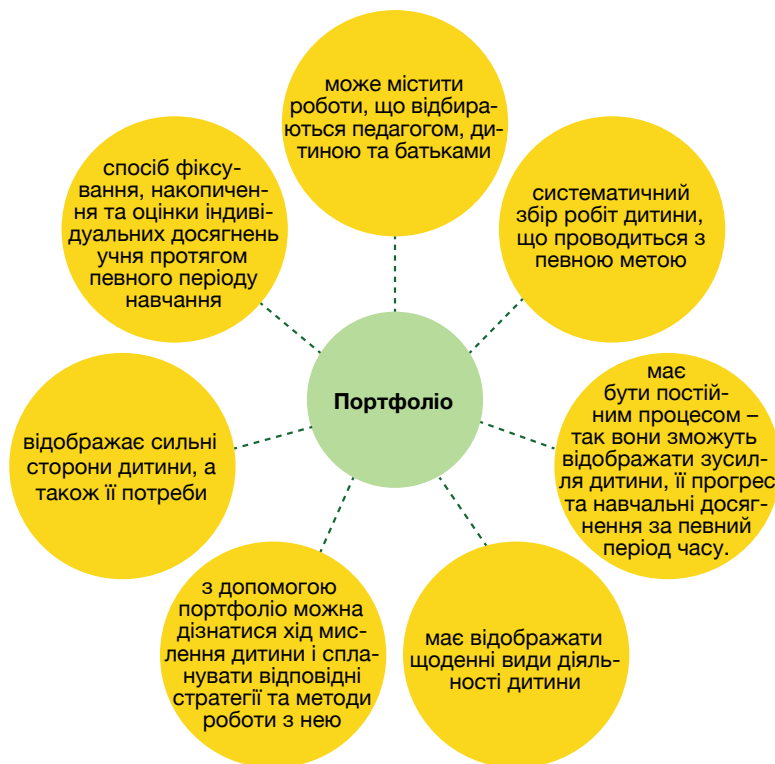 може містити
роботи, що відбира-
ються педагогом, ди-
тиною та батьками
систематичний
збір робіт дитини,
що проводиться з
певною метою
має
бути постій-
ним процесом –
так вони зможуть
відображати зусил-
ля дитини, її прогрес
та навчальні досяг-
нення за певний
період часу.
має відображати
щоденні види діяль-
ності дитини
з допомогою
портфоліо можна
дізнатися хід мис-
лення дитини і спла-
нувати відповідні
стратегії та методи
роботи з нею
відображає сильні
сторони дитини, а
також її потреби
спосіб фіксу-
вання, накопичен-
ня та оцінки індиві-
дуальних досягнень
учня протягом
певного періоду
навчання
Портфоліо